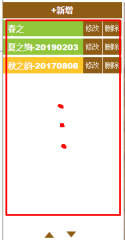 +新增
春之 修改 删除
夏之绚-20190203 修改 删除
秋之韵-20170808 修改 删除